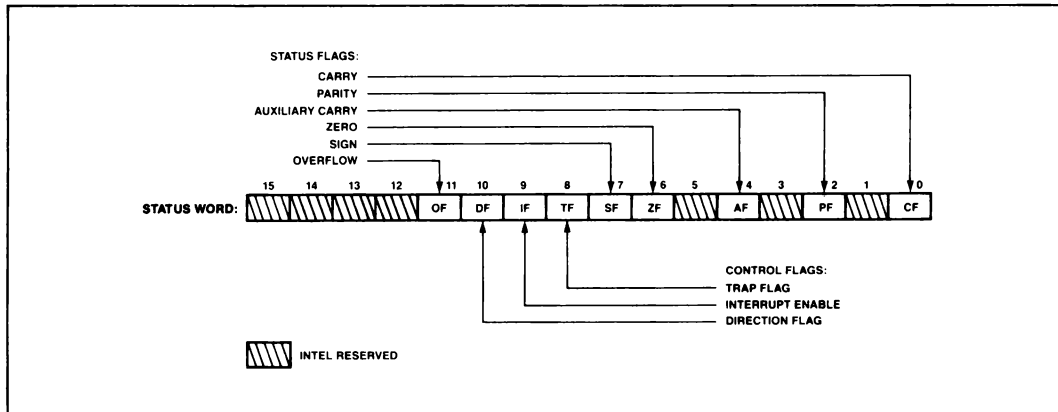 STATUS FLAGS:
CARRY
PARITY
AUXILIARY CARRY
ZERO
SIGN
OVERFLOW
15 14 13 12 11 10 9 8 7 6 5 4 3 2 1 0
STATUS WORD: OF DF IF TF SF ZF AF PF CF
CONTROL FLAGS:
TRAP FLAG
INTERRUPT ENABLE
DIRECTION FLAG
INTEL RESERVED